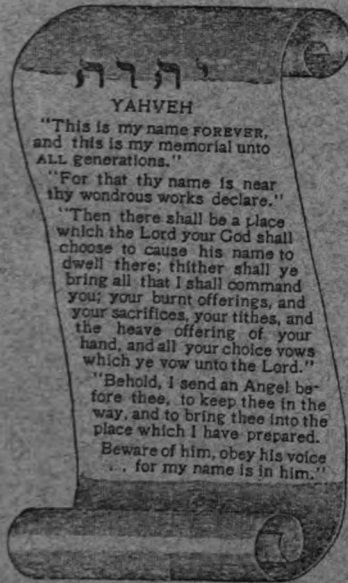 יהוה
YAHVEH
"This is my name FOREVER,
and this is my memorial unto
ALL generations."
"For that thy name is near
thy wondrous works declare."
"Then there shall be a place
which the Lord your God shall
choose to cause his name to
dwell there; thither shall ye
bring all that I shall command
you; your burnt offerings, and
your sacrifices, your tithes, and
the heave offering of your
hand, and all your choice vows
which ye vow unto the Lord."
"Behold, I send an Angel be-
fore thee, to keep thee in the
way, and to bring thee into the
place which I have prepared.
Beware of him, obey his voice
... for my name is in him."